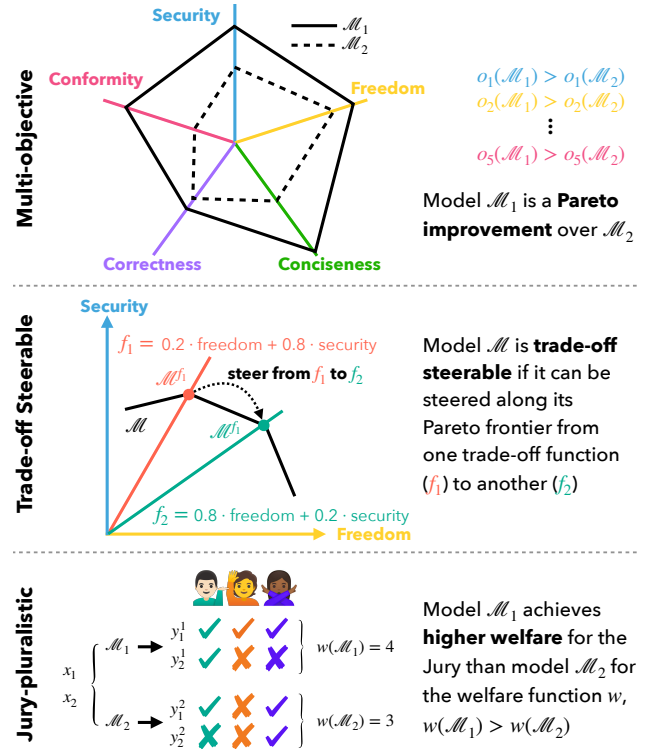 Multi-objective
Security
ℳ₁
ℳ₂
Conformity
Freedom
Correctness
Conciseness
o₁(ℳ₁) > o₁(ℳ₂)
o₂(ℳ₁) > o₂(ℳ₂)
⋮
o₅(ℳ₁) > o₅(ℳ₂)
Model ℳ₁ is a Pareto
improvement over ℳ₂
Trade-off Steerable
Security
f₁ = 0.2 · freedom + 0.8 · security
ℳ^f₁
steer from f₁ to f₂
ℳ
ℳ^f₁
f₂ = 0.8 · freedom + 0.2 · security
Freedom
Model ℳ is trade-off
steerable if it can be
steered along its
Pareto frontier from
one trade-off function
(f₁) to another (f₂)
Jury-pluralistic
x₁
x₂
ℳ₁
y₁¹ ✓ ✓ ✓
y₂¹ ✓ ✗ ✗
w(ℳ₁) = 4
ℳ₂
y₁² ✓ ✗ ✓
y₂² ✗ ✗ ✓
w(ℳ₂) = 3
Model ℳ₁ achieves
higher welfare for the
Jury than model ℳ₂ for
the welfare function w,
w(ℳ₁) > w(ℳ₂)